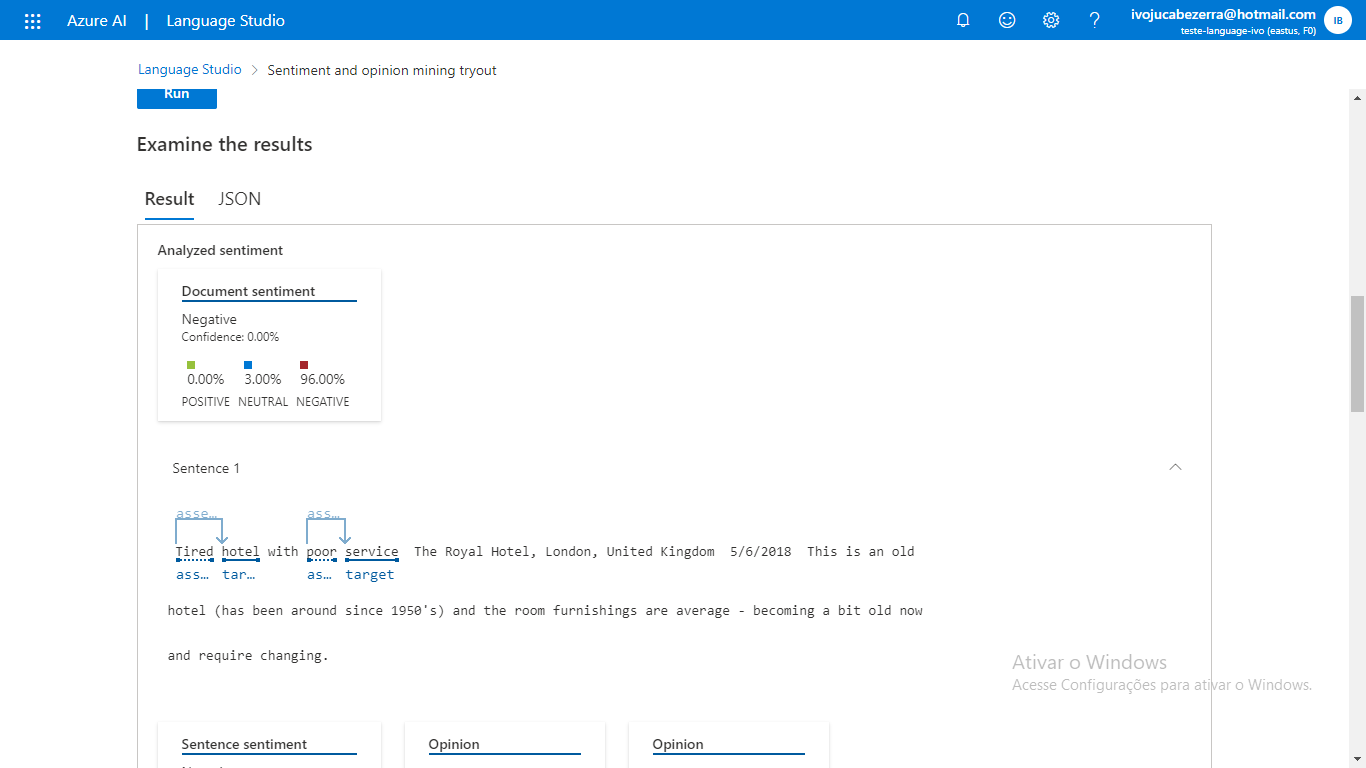 Azure AI | Language Studio
ivojucabezerra@hotmail.com
teste-language-ivo (eastus, F0)
IB
Language Studio > Sentiment and opinion mining tryout
Run
Examine the results
Result JSON
Analyzed sentiment
Document sentiment
Negative
Confidence: 0.00%
0.00% 3.00% 96.00%
POSITIVE NEUTRAL NEGATIVE
Sentence 1
asse... ass...
Tired hotel with poor service The Royal Hotel, London, United Kingdom 5/6/2018 This is an old
ass... tar... as... target
hotel (has been around since 1950's) and the room furnishings are average - becoming a bit old now
and require changing.
Ativar o Windows
Acesse Configurações para ativar o Windows.
Sentence sentiment Opinion Opinion